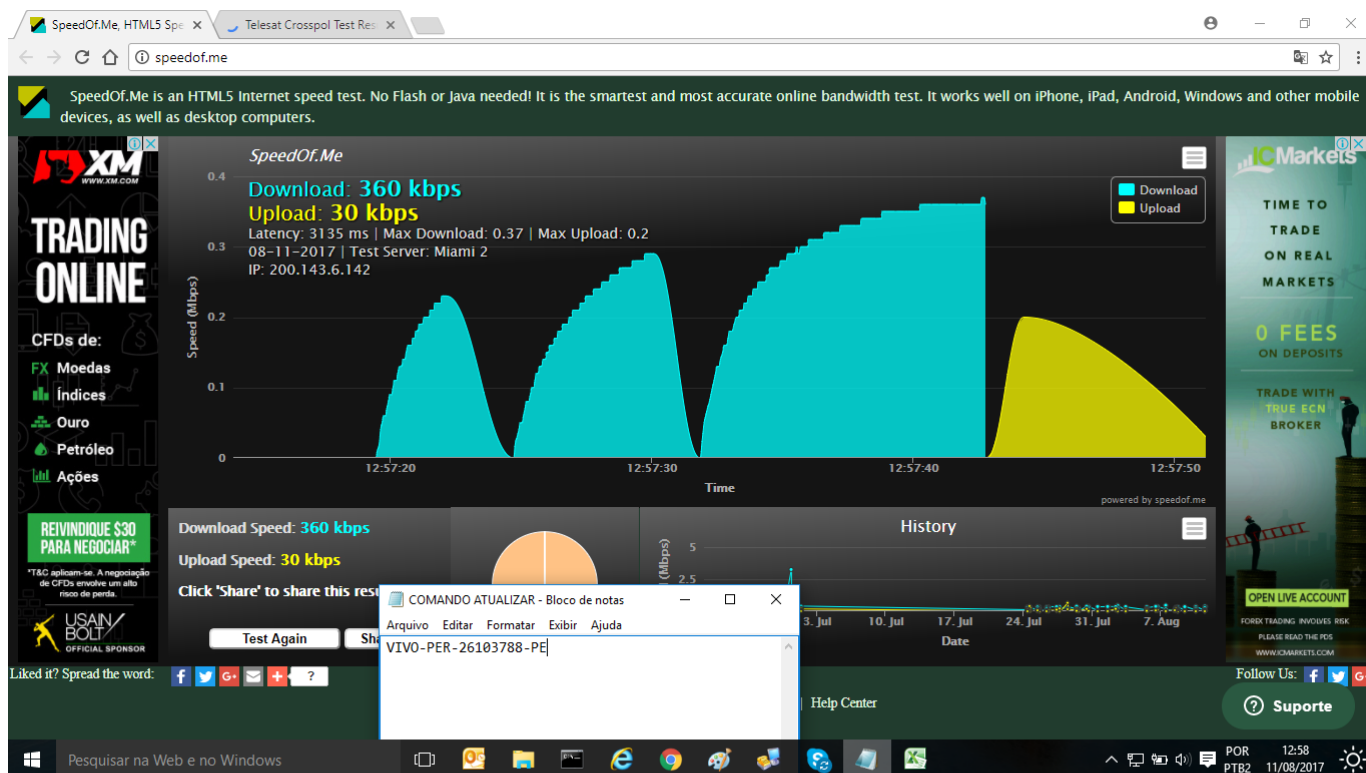 SpeedOf.Me, HTML5 Spe
Telesat Crosspol Test Res
speedof.me
SpeedOf.Me is an HTML5 Internet speed test. No Flash or Java needed! It is the smartest and most accurate online bandwidth test. It works well on iPhone, iPad, Android, Windows and other mobile
devices, as well as desktop computers.
XM
WWW.XM.COM
TRADING
ONLINE
CFDs de:
FX Moedas
Índices
Ouro
Petróleo
Ações
REIVINDIQUE $30
PARA NEGOCIAR*
*T&C aplicam-se. A negociação
de CFDs envolve um alto
risco de perda.
USAIN
BOLT
OFFICIAL SPONSOR
SpeedOf.Me
Download: 360 kbps
Upload: 30 kbps
Latency: 3135 ms | Max Download: 0.37 | Max Upload: 0.2
08-11-2017 | Test Server: Miami 2
IP: 200.143.6.142
Download
Upload
Speed (Mbps)
0.4
0.3
0.2
0.1
0
12:57:20
12:57:30
12:57:40
12:57:50
Time
powered by speedof.me
Download Speed: 360 kbps
Upload Speed: 30 kbps
Click 'Share' to share this resu
Test Again
Sha
History
(Mbps)
5
2.5
3. Jul
10. Jul
17. Jul
24. Jul
31. Jul
7. Aug
Date
ICMarkets
TIME TO
TRADE
ON REAL
MARKETS
0 FEES
ON DEPOSITS
TRADE WITH
TRUE ECN
BROKER
OPEN LIVE ACCOUNT
FOREX TRADING INVOLVES RISK
PLEASE READ THE PDS
WWW.ICMARKETS.COM
COMANDO ATUALIZAR - Bloco de notas
Arquivo Editar Formatar Exibir Ajuda
VIVO-PER-26103788-PE
Liked it? Spread the word:
?
| Help Center
Follow Us:
Suporte
Pesquisar na Web e no Windows
POR
PTB2
12:58
11/08/2017